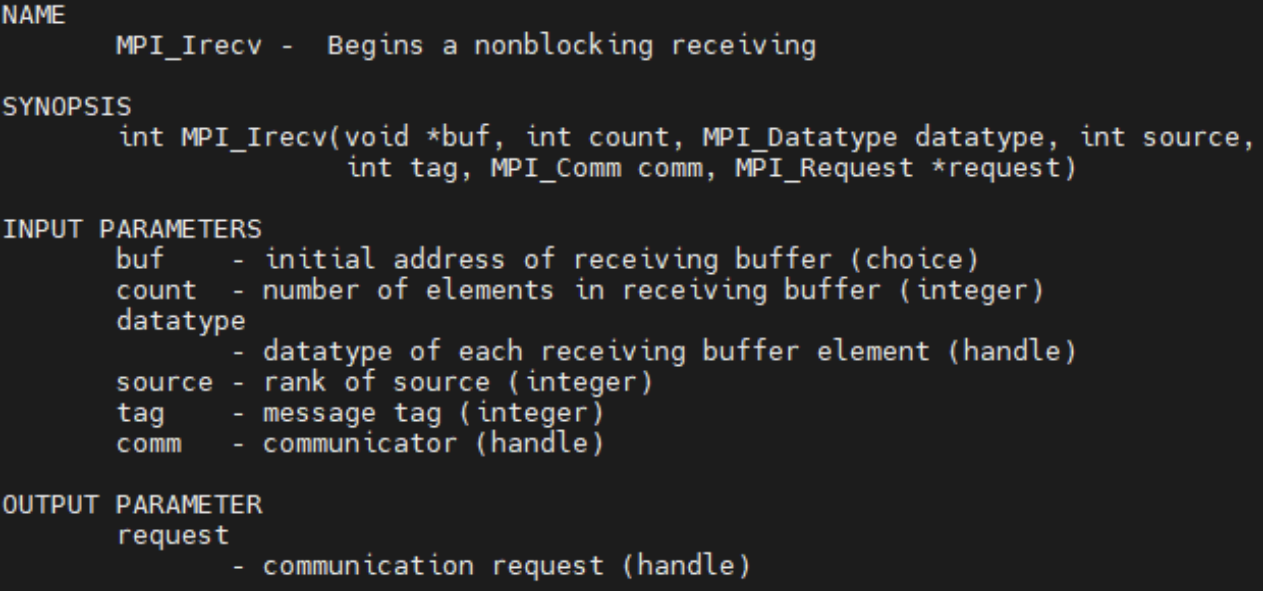 NAME
MPI_Irecv -  Begins a nonblocking receiving
SYNOPSIS
int MPI_Irecv(void *buf, int count, MPI_Datatype datatype, int source,
int tag, MPI_Comm comm, MPI_Request *request)
INPUT PARAMETERS
buf    - initial address of receiving buffer (choice)
count  - number of elements in receiving buffer (integer)
datatype
- datatype of each receiving buffer element (handle)
source - rank of source (integer)
tag    - message tag (integer)
comm   - communicator (handle)
OUTPUT PARAMETER
request
- communication request (handle)